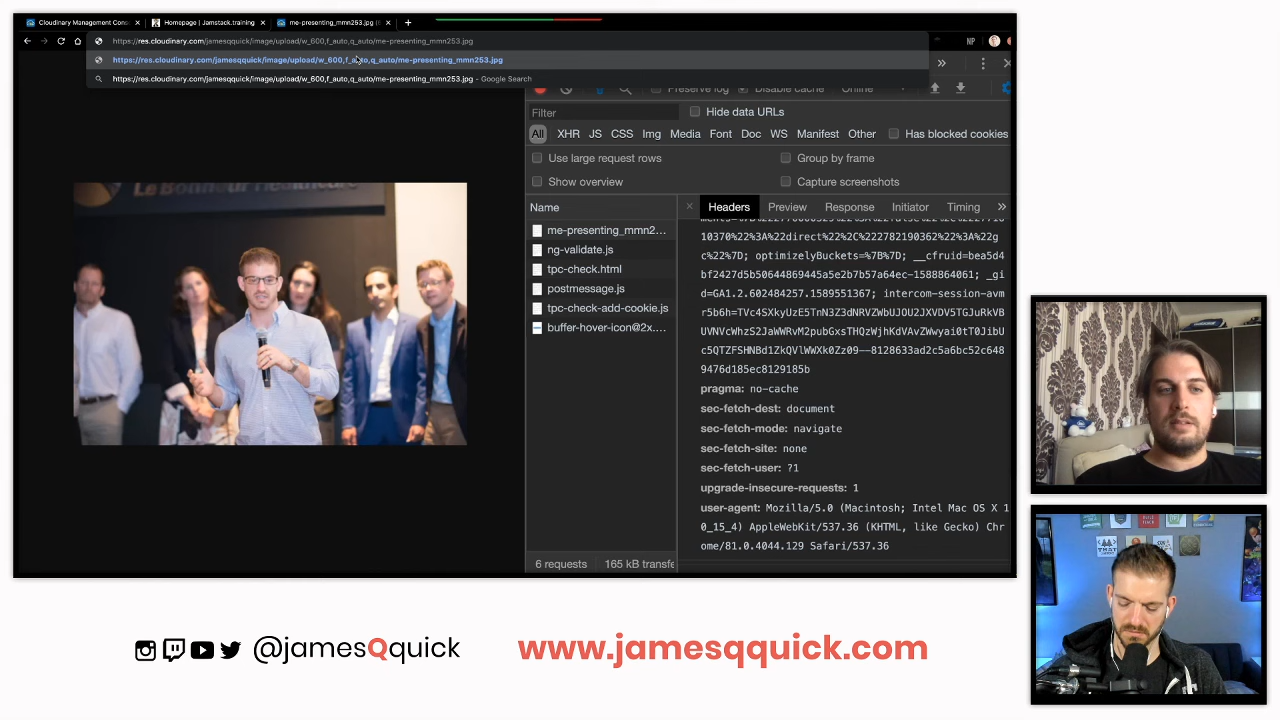 Cloudinary Management Cons
Homepage | Jamstack.training
me-presenting_mmn253.jpg (6
https://res.cloudinary.com/jamesqquick/image/upload/w_600,f_auto,q_auto/me-presenting_mmn253.jpg
NP
https://res.cloudinary.com/jamesqquick/image/upload/w_600,f_auto,q_auto/me-presenting_mmn253.jpg
https://res.cloudinary.com/jamesqquick/image/upload/w_600,f_auto,q_auto/me-presenting_mmn253.jpg - Google Search
Preserve log
Disable cache
Online
Filter
Hide data URLs
All XHR JS CSS Img Media Font Doc WS Manifest Other Has blocked cookies
Use large request rows
Group by frame
Show overview
Capture screenshots
Name
me-presenting_mmn2...
ng-validate.js
tpc-check.html
postmessage.js
tpc-check-add-cookie.js
buffer-hover-icon@2x....
6 requests
165 kB transfe
Headers Preview Response Initiator Timing
10370%22%3A%22direct%22%2C%222782190362%22%3A%22g
c%22%7D; optimizelyBuckets=%7B%7D; __cfruid=bea5d4
bf2427d5b50644869445a5e2b7b57a64ec-1588864061; _gi
d=GA1.2.602484257.1589551367; intercom-session-avm
r5b6h=TVc4SXkyUzE5TnN3Z3dNRVZWbUJOU2JXVDV5TGJuRkVB
UVNVcWhzS2JaWWRvM2pubGxsTHQzWjhKdVAvZWwyai0tT0JibU
c5QTZFSHNBd1ZkQVlWWXk0Zz09--8128633ad2c5a6bc52c648
9476d185ec8129185b
pragma: no-cache
sec-fetch-dest: document
sec-fetch-mode: navigate
sec-fetch-site: none
sec-fetch-user: ?1
upgrade-insecure-requests: 1
user-agent: Mozilla/5.0 (Macintosh; Intel Mac OS X 1
0_15_4) AppleWebKit/537.36 (KHTML, like Gecko) Chr
ome/81.0.4044.129 Safari/537.36
Le Bonheur Healthcare
@jamesQquick
www.jamesqquick.com